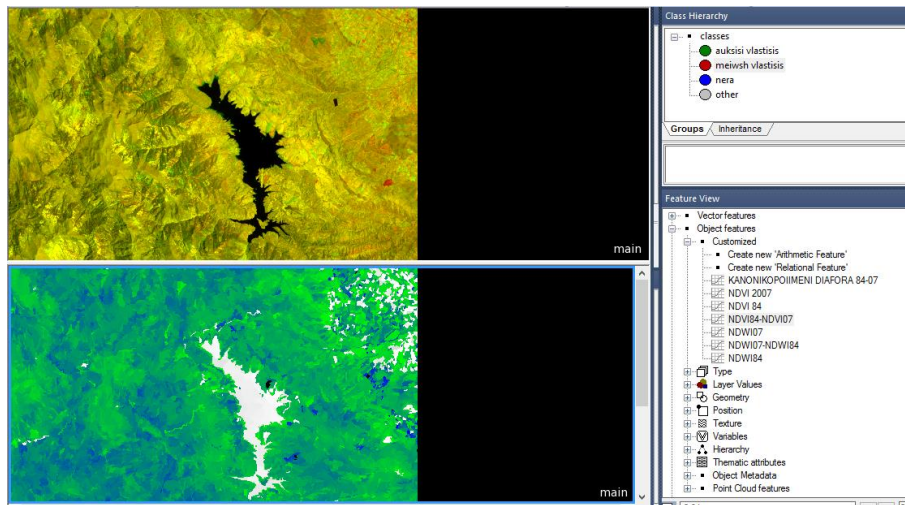 main
main
Class Hierarchy
classes
auksisi vlastisis
meiwsh vlastisis
nera
other
Groups
Inheritance
Feature View
Vector features
Object features
Customized
Create new 'Arithmetic Feature'
Create new 'Relational Feature'
KANONIKOPOIIMENI DIAFORA 84-07
NDVI 2007
NDVI 84
NDVI84-NDVI07
NDWI07
NDWI07-NDWI84
NDWI84
Type
Layer Values
Geometry
Position
Texture
Variables
Hierarchy
Thematic attributes
Object Metadata
Point Cloud features